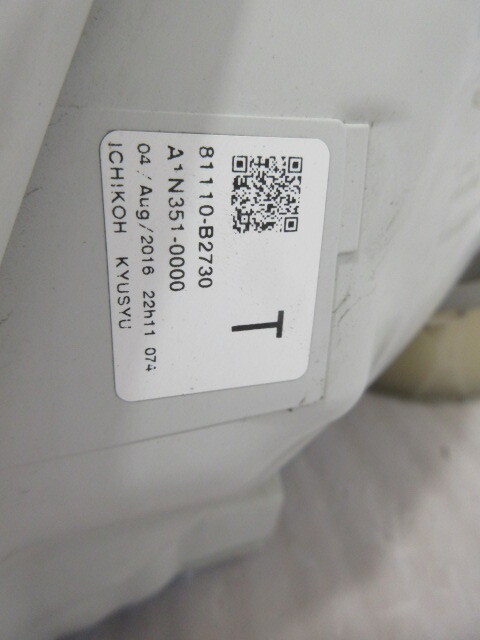 81110-B2730
A1N351-0000
04/Aug/2016 22h11 074
ICHIKOH KYUSYU
T